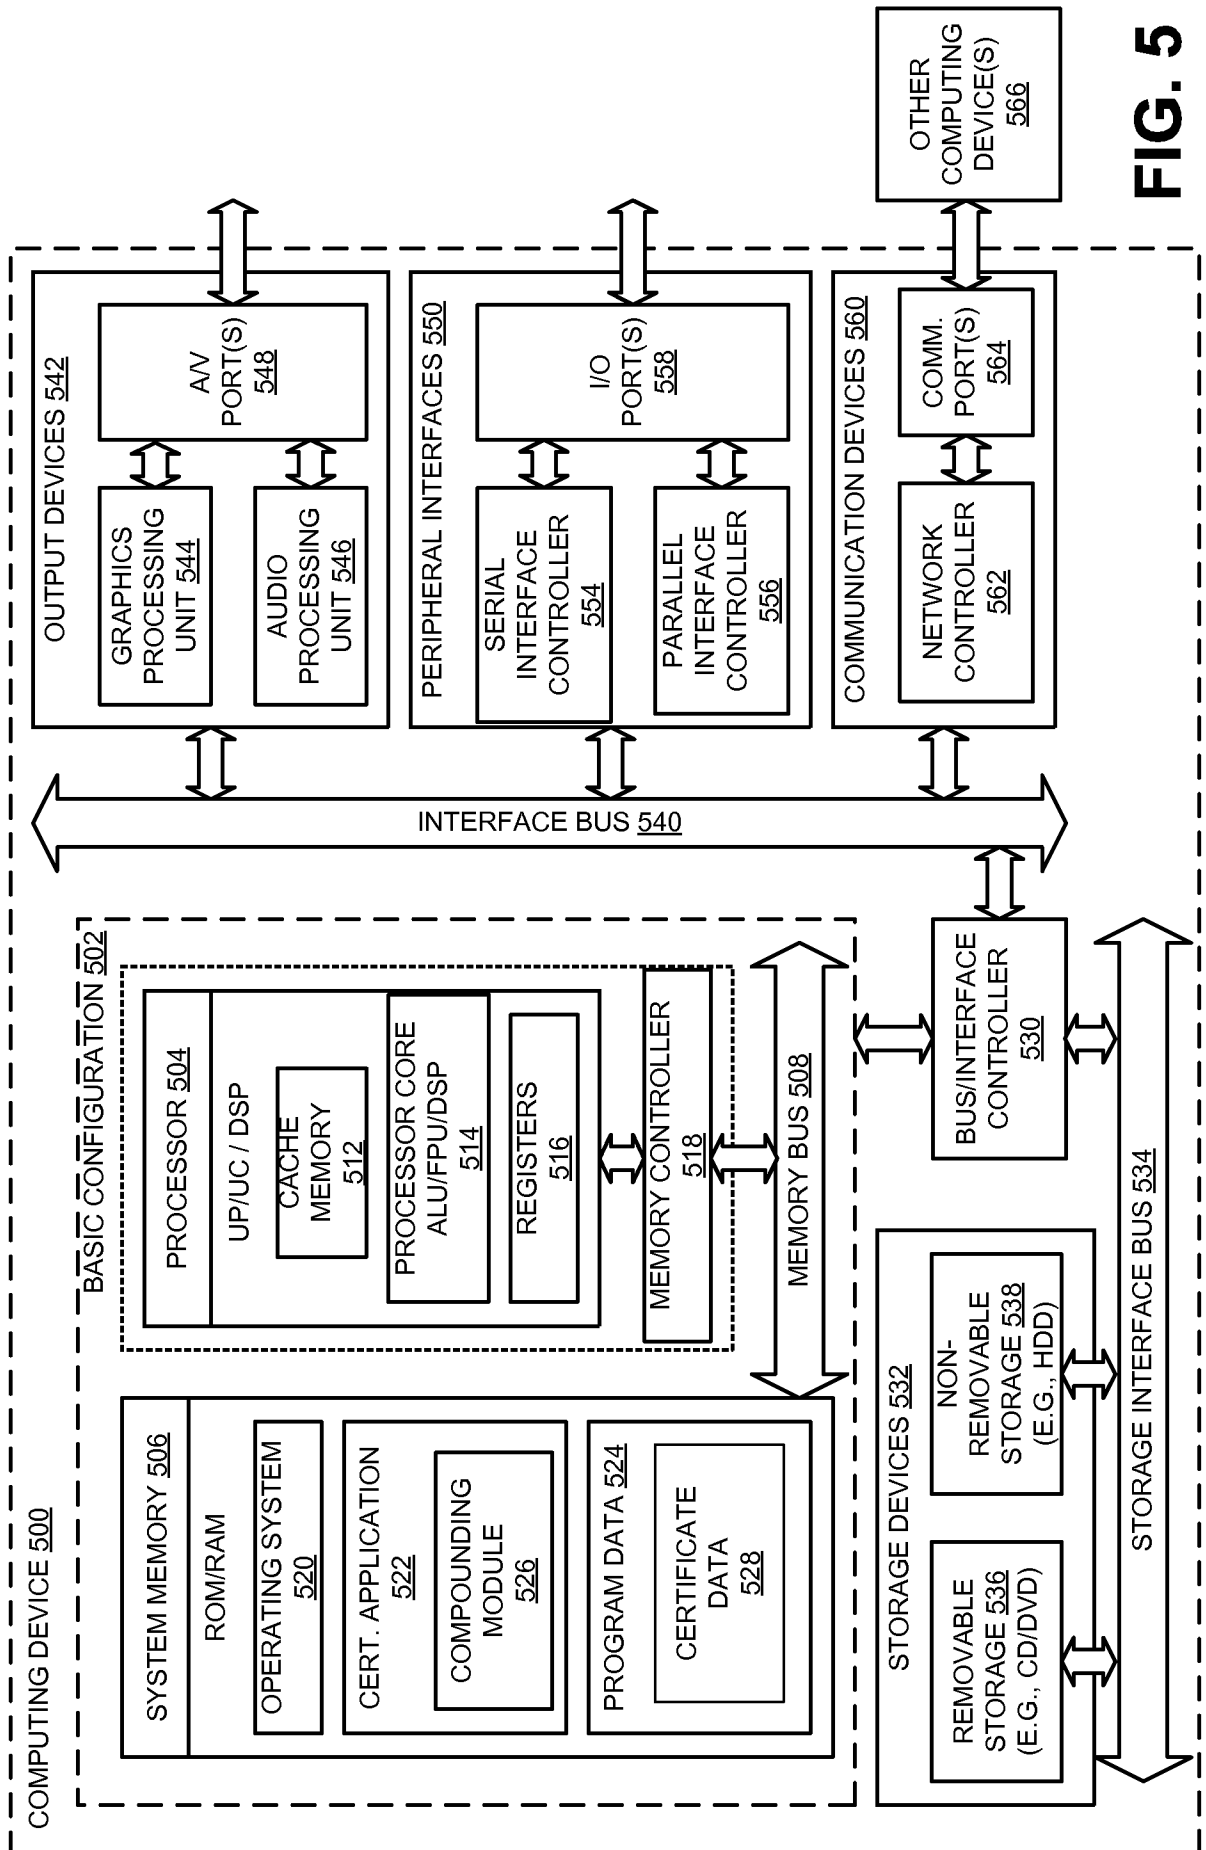 COMPUTING DEVICE 500
BASIC CONFIGURATION 502
SYSTEM MEMORY 506
ROM/RAM
OPERATING SYSTEM
520
CERT. APPLICATION
522
COMPOUNDING
MODULE
526
PROGRAM DATA 524
CERTIFICATE
DATA
528
PROCESSOR 504
UP/UC / DSP
CACHE
MEMORY
512
PROCESSOR CORE
ALU/FPU/DSP
514
REGISTERS
516
MEMORY CONTROLLER
518
MEMORY BUS 508
BUS/INTERFACE
CONTROLLER
530
STORAGE DEVICES 532
REMOVABLE
STORAGE 536
(E.G., CD/DVD)
NON-
REMOVABLE
STORAGE 538
(E.G., HDD)
STORAGE INTERFACE BUS 534
INTERFACE BUS 540
OUTPUT DEVICES 542
GRAPHICS
PROCESSING
UNIT 544
AUDIO
PROCESSING
UNIT 546
A/V
PORT(S)
548
PERIPHERAL INTERFACES 550
SERIAL
INTERFACE
CONTROLLER
554
PARALLEL
INTERFACE
CONTROLLER
556
I/O
PORT(S)
558
COMMUNICATION DEVICES 560
NETWORK
CONTROLLER
562
COMM.
PORT(S)
564
OTHER
COMPUTING
DEVICE(S)
566
FIG. 5